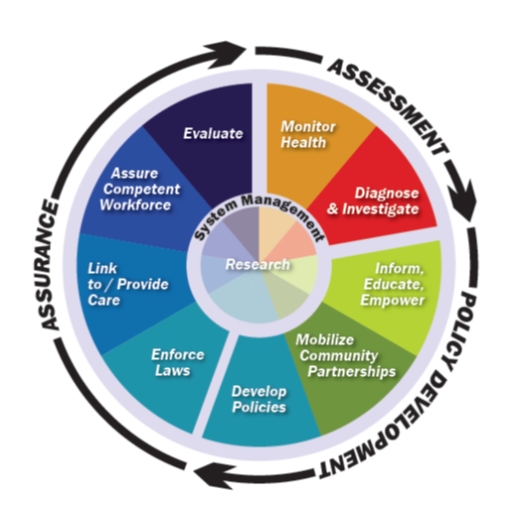 ASSESSMENT
Monitor
Health
Diagnose
& Investigate
POLICY DEVELOPMENT
Inform,
Educate,
Empower
Mobilize
Community
Partnerships
Develop
Policies
ASSURANCE
Enforce
Laws
Link
to / Provide
Care
Assure
Competent
Workforce
Evaluate
System Management
Research